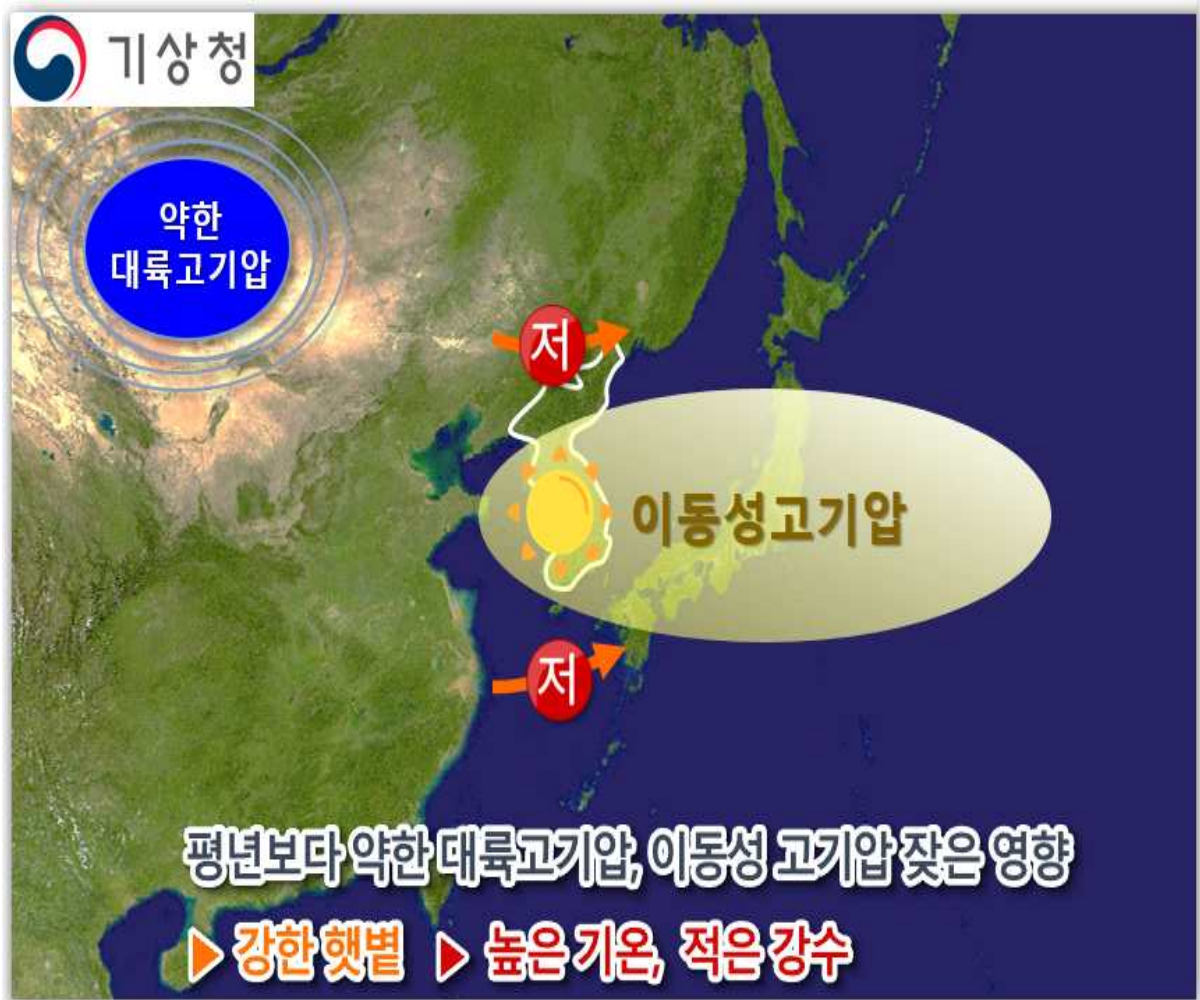 기상청
약한
대륙고기압
저
이동성고기압
저
평년보다 약한 대륙고기압, 이동성 고기압 잦은 영향
▶ 강한 햇볕 ▶ 높은 기온, 적은 강수